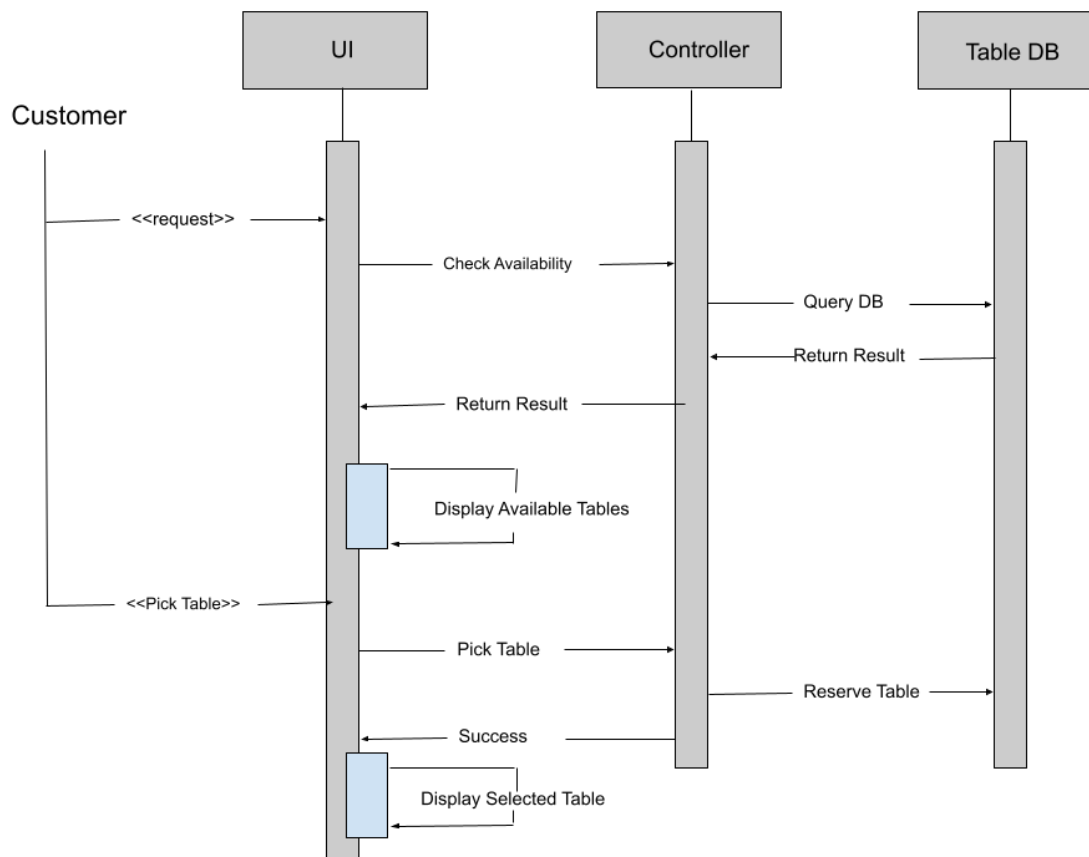 UI
Controller
Table DB
Customer
<<request>>
Check Availability
Query DB
Return Result
Return Result
Display Available Tables
<<Pick Table>>
Pick Table
Reserve Table
Success
Display Selected Table